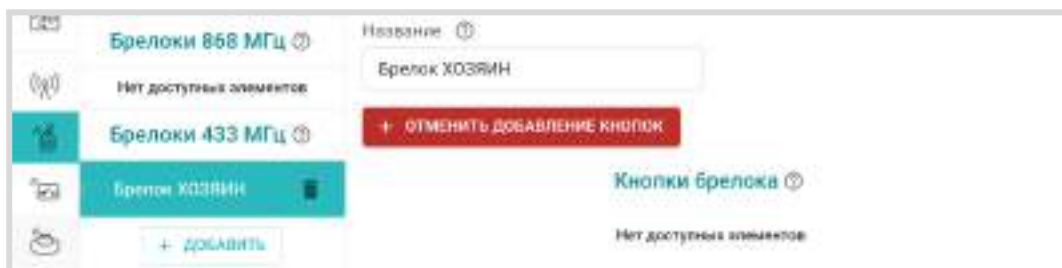 Брелоки 868 МГц
Нет доступных элементов
Брелоки 433 МГц
Брелок ХОЗЯИН
+ ДОБАВИТЬ
Название
Брелок ХОЗЯИН
+ ОТМЕНИТЬ ДОБАВЛЕНИЕ КНОПОК
Кнопки брелока
Нет доступных элементов